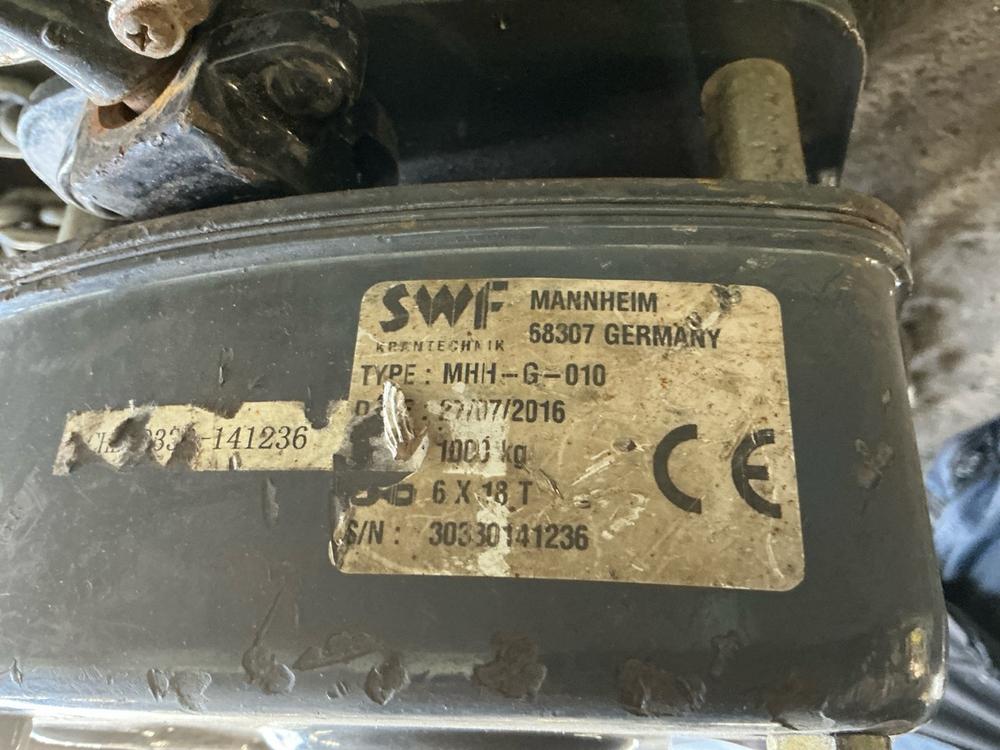 SWF
KRANTECHNIK
MANNHEIM
68307 GERMANY
TYPE : MHH-G-010
: 27/07/2016
1000 kg
6 X 18 T
CE
S/N : 30330141236
-141236